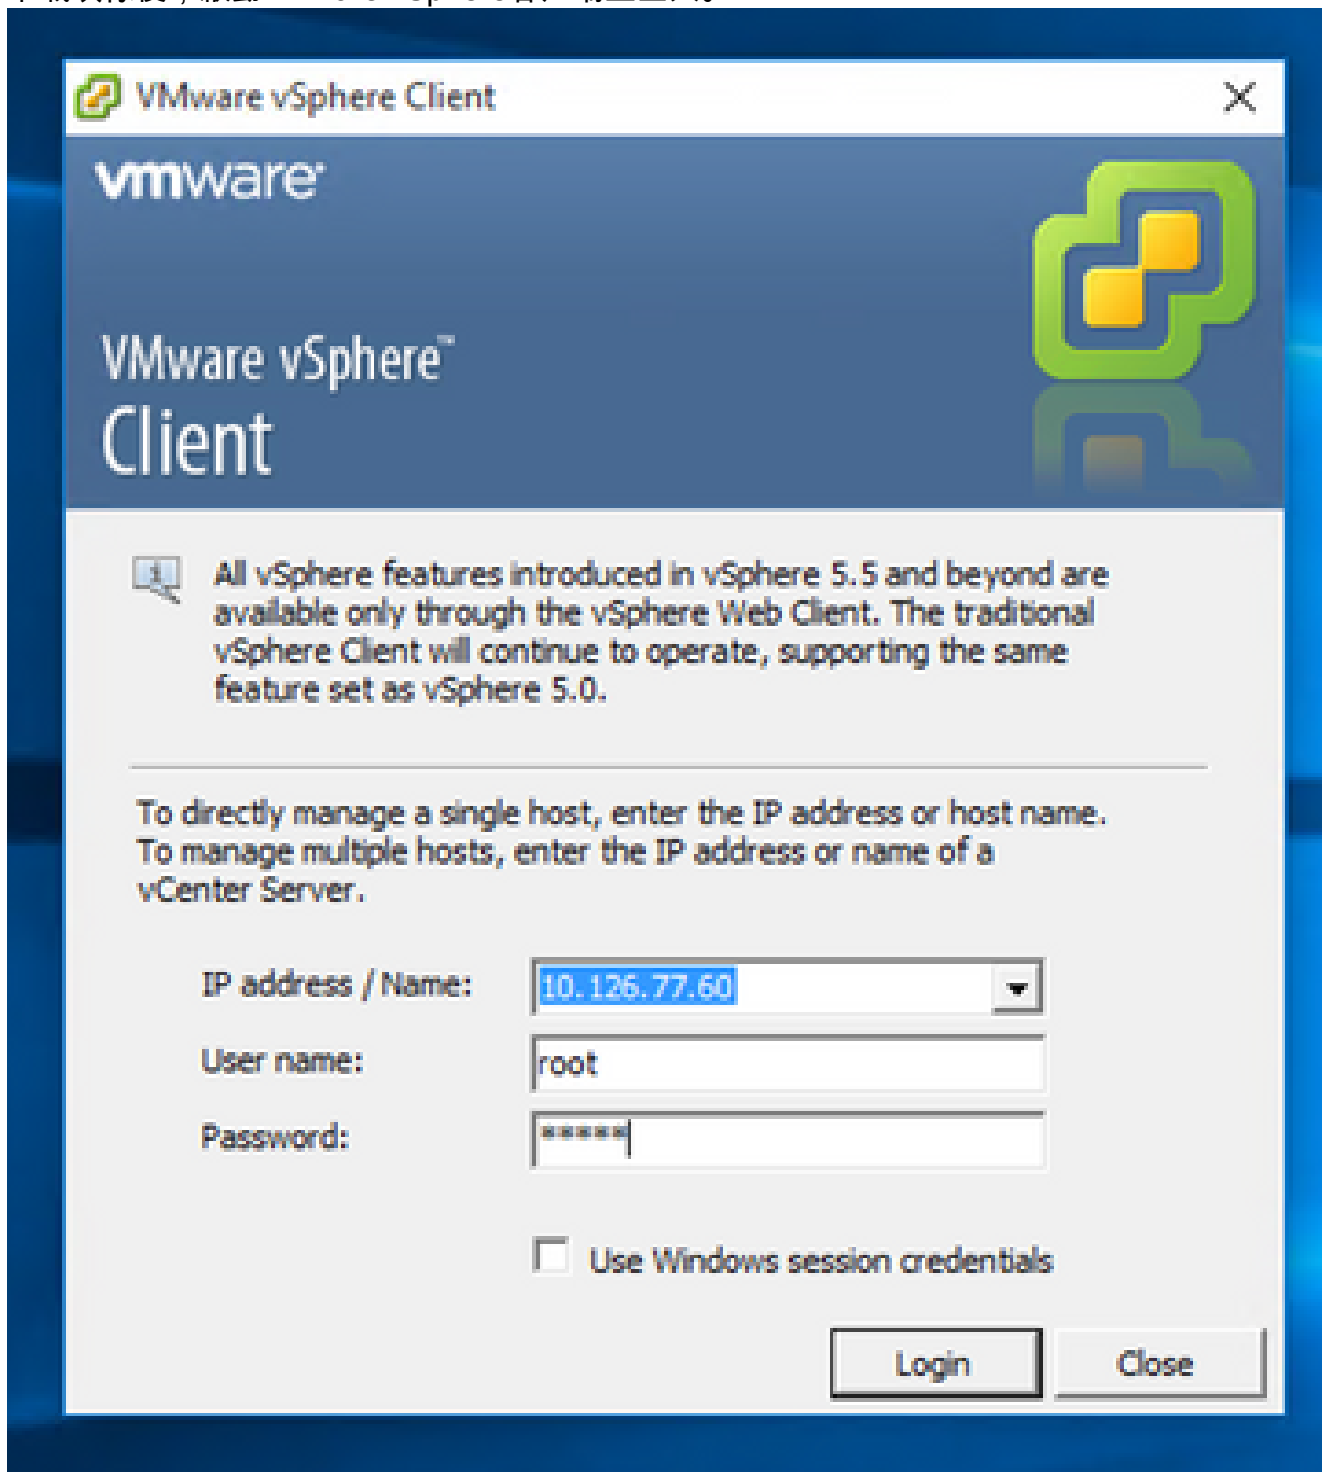 VMware vSphere
VMware vSphere Client
vmware
VMware vSphere™
Client
All vSphere features introduced in vSphere 5.5 and beyond are
available only through the vSphere Web Client. The traditional
vSphere Client will continue to operate, supporting the same
feature set as vSphere 5.0.
To directly manage a single host, enter the IP address or host name.
To manage multiple hosts, enter the IP address or name of a
vCenter Server.
IP address / Name:
10.126.77.60
User name:
root
Password:
*****
Use Windows session credentials
Login
Close